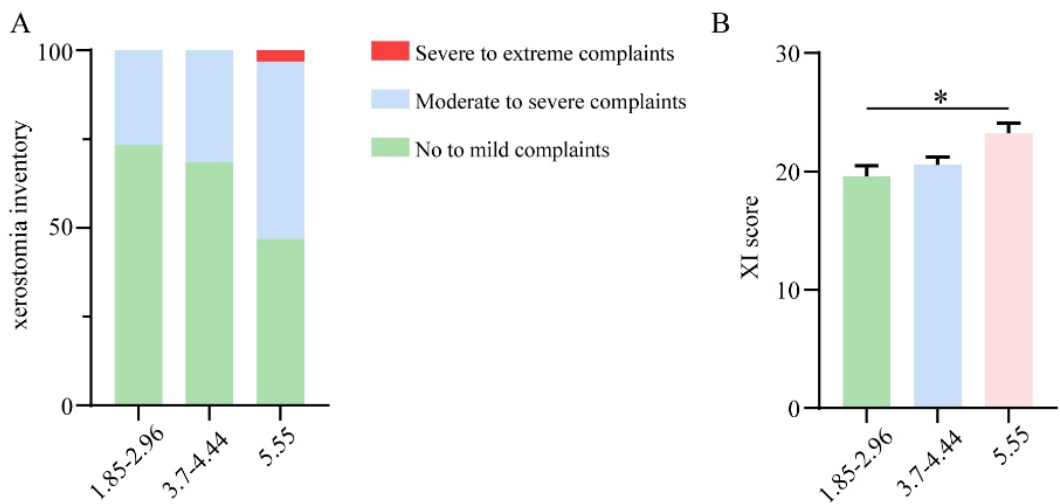 A
100
50
0
xerostomia inventory
1.85-2.96
3.7-4.44
5.55
Severe to extreme complaints
Moderate to severe complaints
No to mild complaints
B
30
20
10
0
XI score
*
1.85-2.96
3.7-4.44
5.55